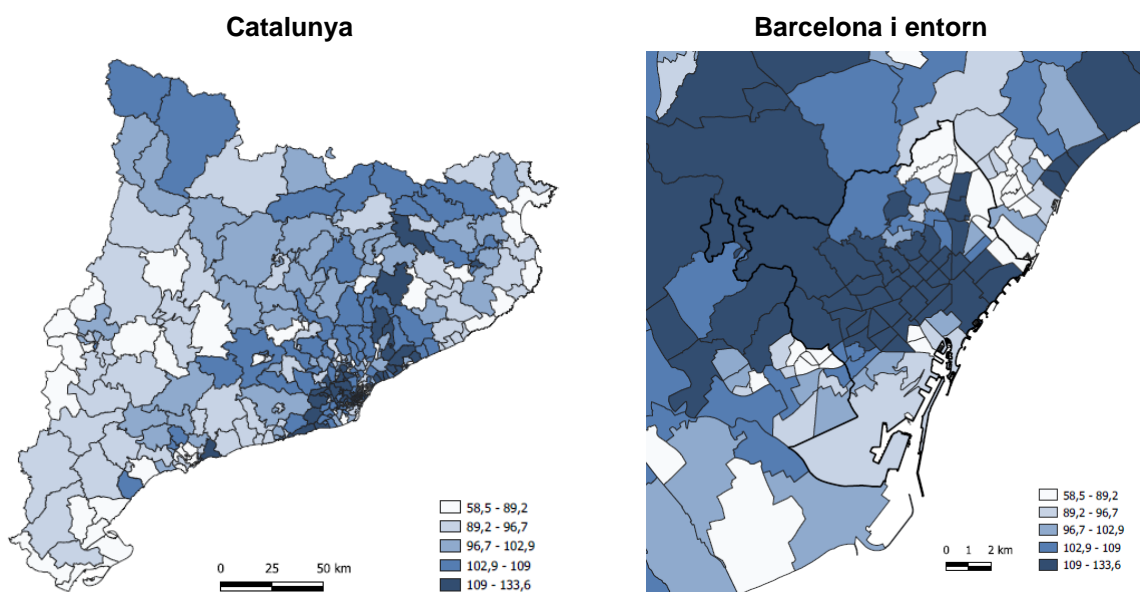 Catalunya
Barcelona i entorn
58,5 - 89,2
89,2 - 96,7
96,7 - 102,9
102,9 - 109
109 - 133,6
0 25 50 km
58,5 - 89,2
89,2 - 96,7
96,7 - 102,9
102,9 - 109
109 - 133,6
0 1 2 km